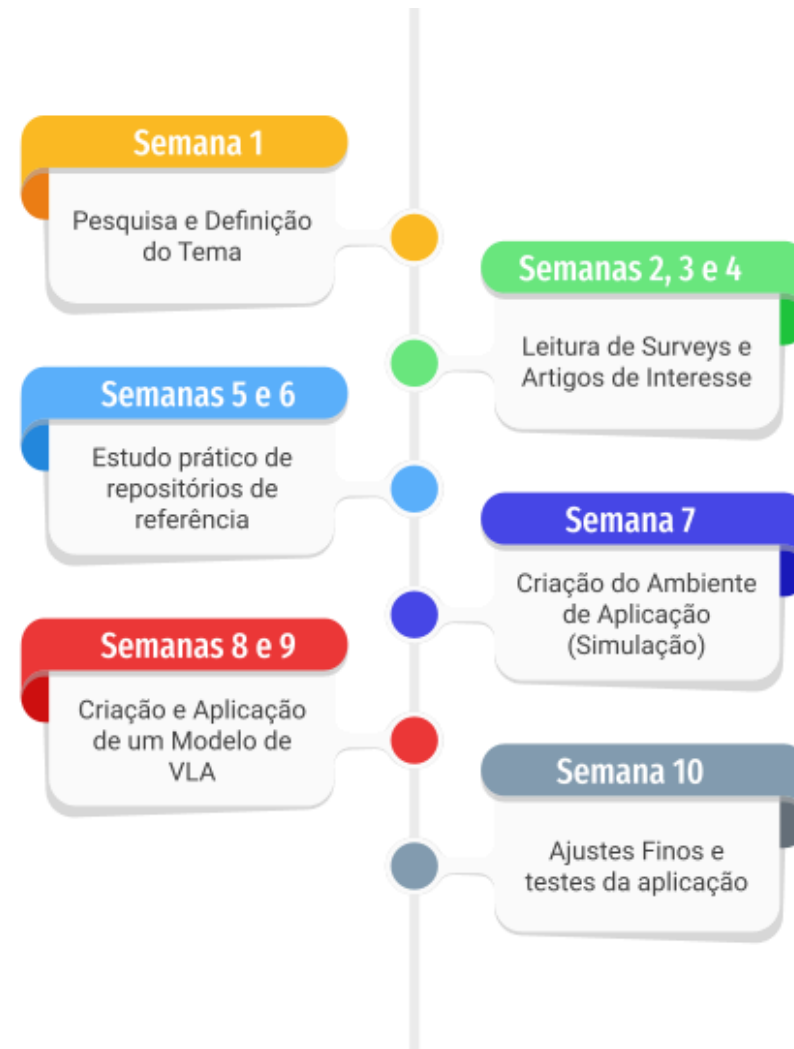 Semana 1
Pesquisa e Definição
do Tema
Semanas 2, 3 e 4
Leitura de Surveys e
Artigos de Interesse
Semanas 5 e 6
Estudo prático de
repositórios de
referência
Semana 7
Criação do Ambiente
de Aplicação
(Simulação)
Semanas 8 e 9
Criação e Aplicação
de um Modelo de
VLA
Semana 10
Ajustes Finos e
testes da aplicação